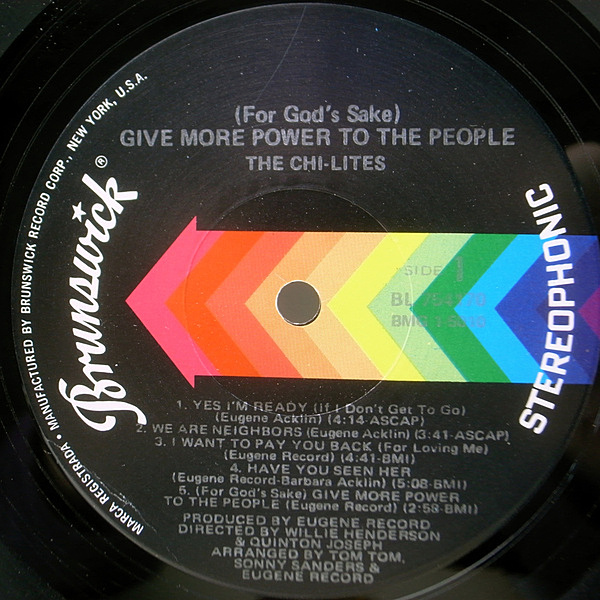 (For God's Sake)
GIVE MORE POWER TO THE PEOPLE
THE CHI-LITES
Brunswick®
MARCA REGISTRADA • MANUFACTURED BY BRUNSWICK RECORD CORP., NEW YORK, U.S.A.
SIDE 1
BL
STEREOPHONIC
1. YES I'M READY (If I Don't Get To Go)
(Eugene Acklin) (4:14-ASCAP)
2. WE ARE NEIGHBORS (Eugene Acklin) (3:41-ASCAP)
3. I WANT TO PAY YOU BACK (For Loving Me)
(Eugene Record) (4:41-BMI)
4. HAVE YOU SEEN HER
(Eugene Record-Barbara Acklin) (5:08-BMI)
5. (For God's Sake) GIVE MORE POWER
TO THE PEOPLE (Eugene Record) (2:58-BMI)
PRODUCED BY EUGENE RECORD
DIRECTED BY WILLIE HENDERSON
& QUINTON JOSEPH
ARRANGED BY TOM TOM,
SONNY SANDERS &
EUGENE RECORD